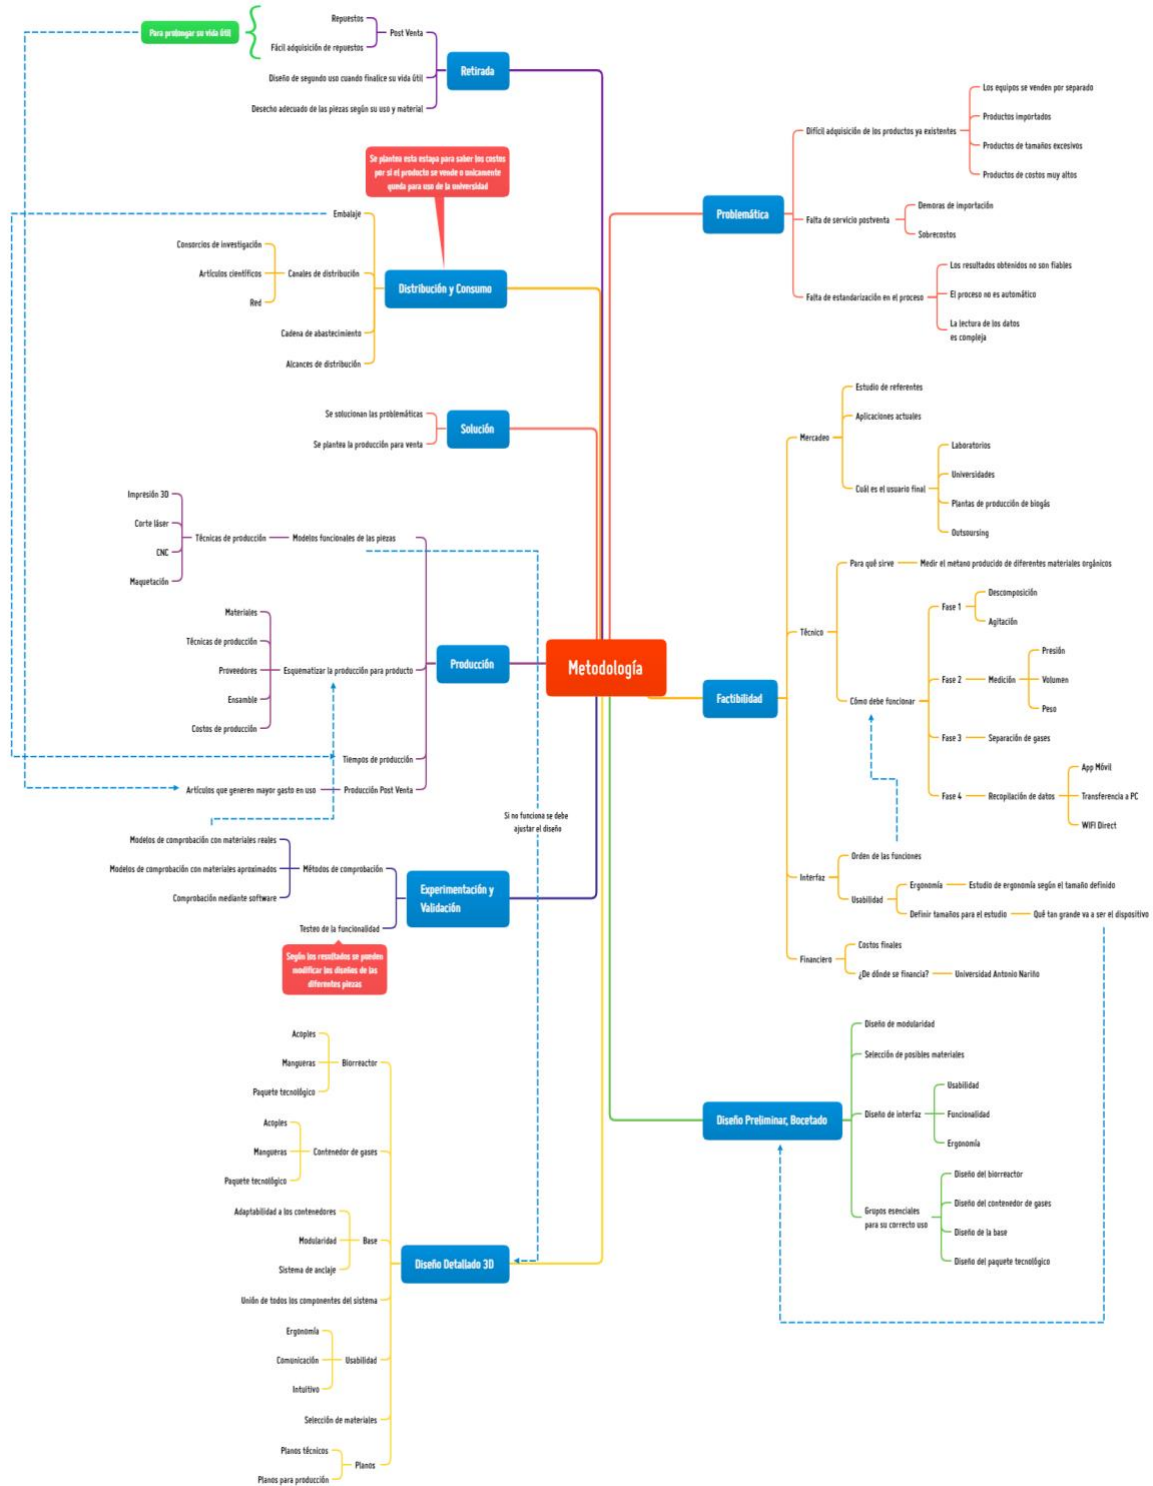 Metodología
Problemática
Difícil adquisición de los productos ya existentes
Los equipos se venden por separado
Productos importados
Productos de tamaños excesivos
Productos de costos muy altos
Falta de servicio postventa
Demoras de importación
Sobrecostos
Falta de estandarización en el proceso
Los resultados obtenidos no son fiables
El proceso no es automático
La lectura de los datos
es compleja
Factibilidad
Mercadeo
Estudio de referentes
Aplicaciones actuales
Cuál es el usuario final
Laboratorios
Universidades
Plantas de producción de biogás
Outsoursing
Técnico
Para qué sirve
Medir el metano producido de diferentes materiales orgánicos
Cómo debe funcionar
Fase 1
Descomposición
Agitación
Fase 2
Medición
Presión
Volumen
Peso
Fase 3
Separación de gases
Fase 4
Recopilación de datos
App Móvil
Transferencia a PC
WIFI Direct
Interfaz
Orden de las funciones
Usabilidad
Ergonomía
Estudio de ergonomía según el tamaño definido
Definir tamaños para el estudio
Qué tan grande va a ser el dispositivo
Financiero
Costos finales
¿De dónde se financia?
Universidad Antonio Nariño
Diseño Preliminar, Bocetado
Diseño de modularidad
Selección de posibles materiales
Diseño de interfaz
Usabilidad
Funcionalidad
Ergonomía
Grupos esenciales
para su correcto uso
Diseño del biorreactor
Diseño del contenedor de gases
Diseño de la base
Diseño del paquete tecnológico
Diseño Detallado 3D
Biorreactor
Acoples
Mangueras
Paquete tecnológico
Contenedor de gases
Acoples
Mangueras
Paquete tecnológico
Base
Adaptabilidad a los contenedores
Modularidad
Sistema de anclaje
Unión de todos los componentes del sistema
Usabilidad
Ergonomía
Comunicación
Intuitivo
Selección de materiales
Planos
Planos técnicos
Planos para producción
Experimentación y
Validación
Métodos de comprobación
Modelos de comprobación con materiales reales
Modelos de comprobación con materiales aproximados
Comprobación mediante software
Testeo de la funcionalidad
Según los resultados se pueden
modificar los diseños de las
diferentes piezas
Producción
Modelos funcionales de las piezas
Técnicas de producción
Impresión 3D
Corte láser
CNC
Maquetación
Esquematizar la producción para producto
Materiales
Técnicas de producción
Proveedores
Ensamble
Costos de producción
Tiempos de producción
Producción Post Venta
Artículos que generen mayor gasto en uso
Si no funciona se debe
ajustar el diseño
Solución
Se solucionan las problemáticas
Se plantea la producción para venta
Distribución y Consumo
Se plantea esta etapa para saber los costos
por si el producto se vende o unicamente
queda para uso de la universidad
Embalaje
Canales de distribución
Consorcios de investigación
Artículos científicos
Red
Cadena de abastecimiento
Alcances de distribución
Retirada
Post Venta
Repuestos
Fácil adquisición de repuestos
Para prolongar su vida útil
Diseño de segundo uso cuando finalice su vida útil
Desecho adecuado de las piezas según su uso y material